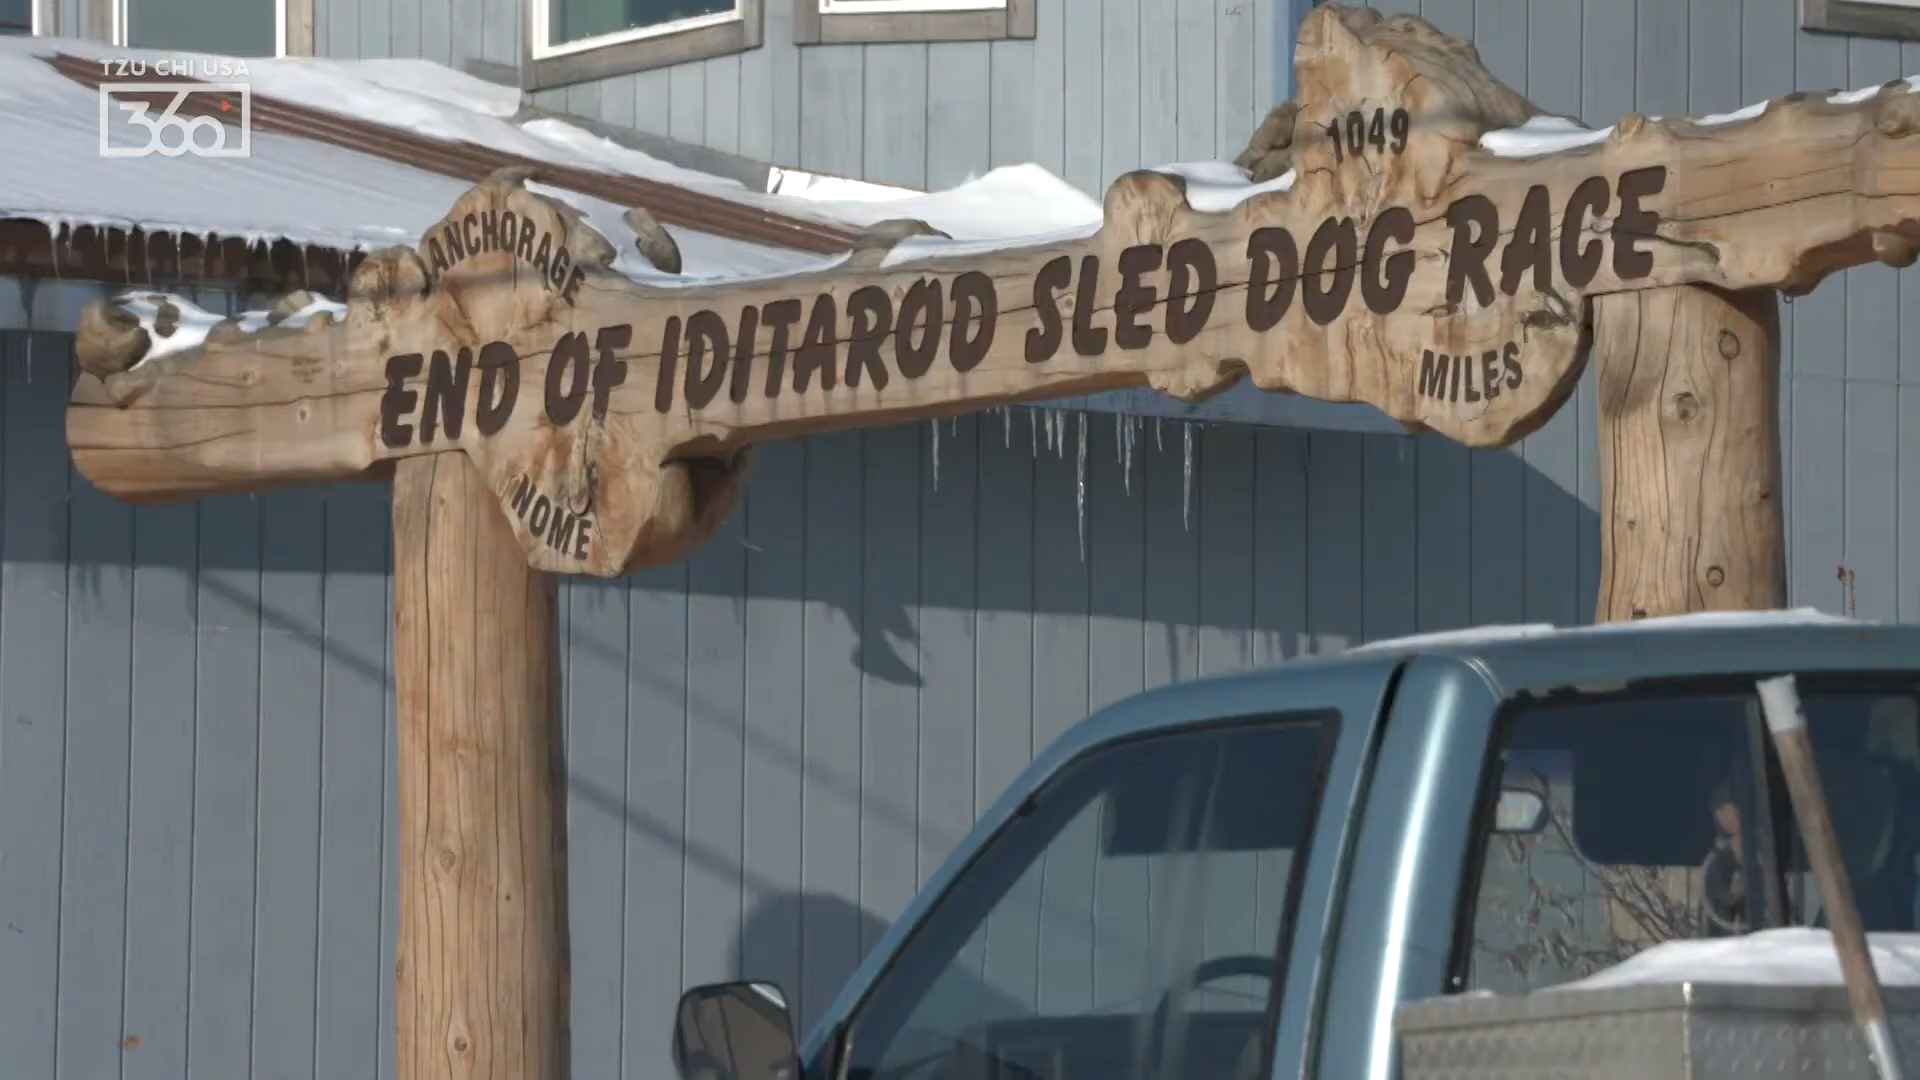 TZU CHI USA
360
1049
ANCHORAGE
END OF IDITAROD SLED DOG RACE
MILES
NOME